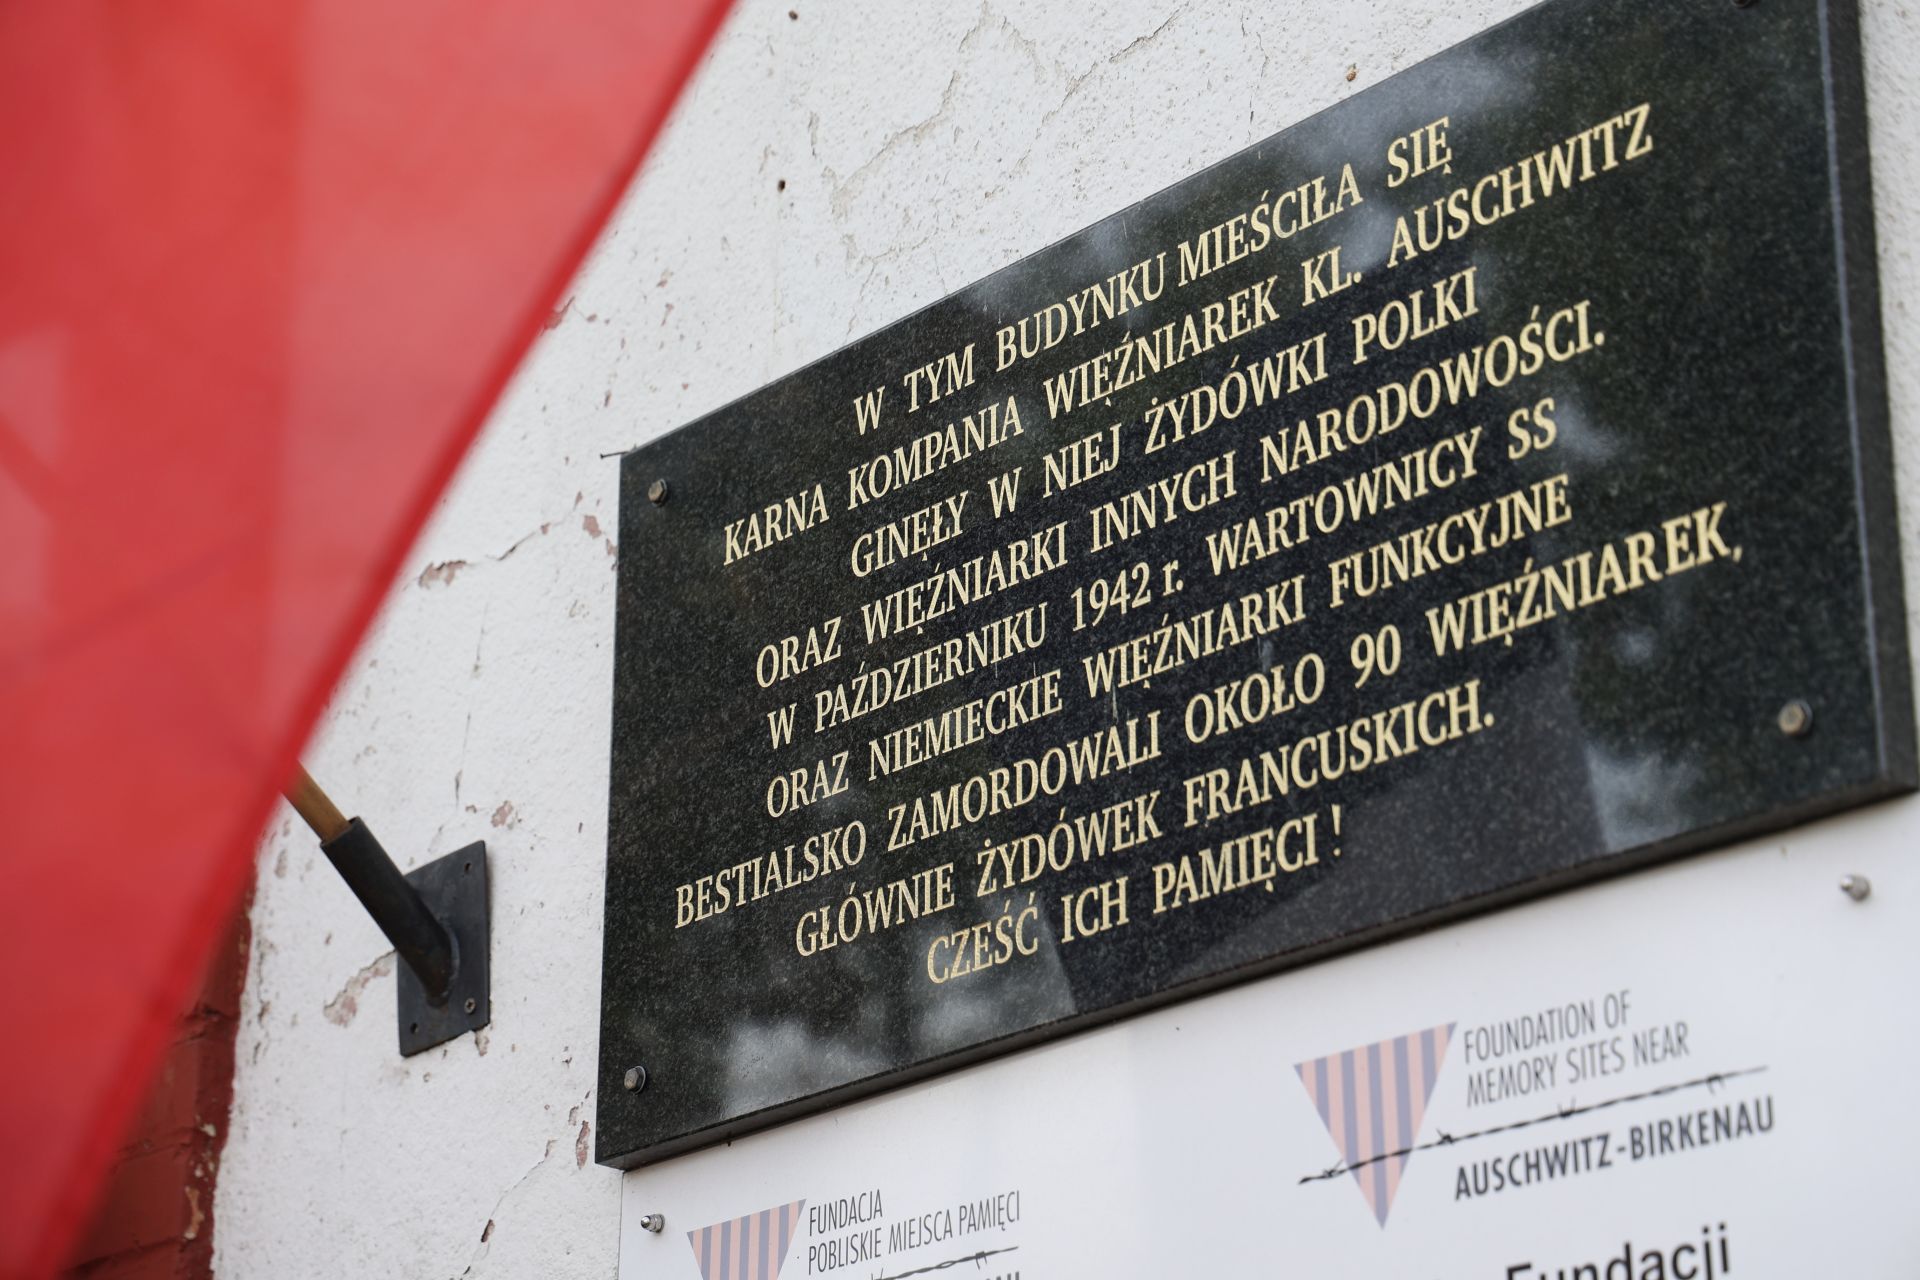 W TYM BUDYNKU MIEŚCIŁA SIĘ
KARNA KOMPANIA WIĘŹNIAREK KL. AUSCHWITZ
GINĘŁY W NIEJ ŻYDÓWKI POLKI
ORAZ WIĘŹNIARKI INNYCH NARODOWOŚCI.
W PAŹDZIERNIKU 1942 r. WARTOWNICY SS
ORAZ NIEMIECKIE WIĘŹNIARKI FUNKCYJNE
BESTIALSKO ZAMORDOWALI OKOŁO 90 WIĘŹNIAREK,
GŁÓWNIE ŻYDÓWEK FRANCUSKICH.
CZEŚĆ ICH PAMIĘCI !
FUNDACJA
POBLISKIE MIEJSCA PAMIĘCI
FOUNDATION OF
MEMORY SITES NEAR
AUSCHWITZ-BIRKENAU
Fundacji